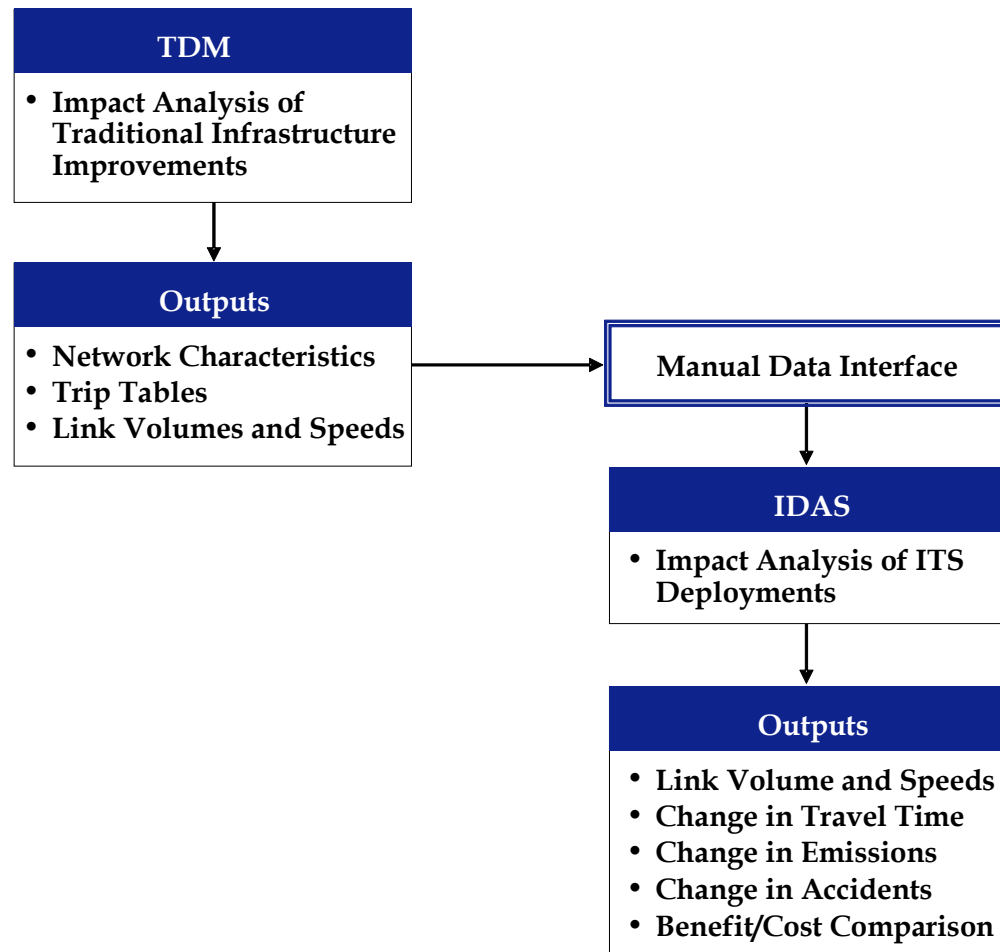 TDM
• Impact Analysis of
Traditional Infrastructure
Improvements
Outputs
• Network Characteristics
• Trip Tables
• Link Volumes and Speeds
Manual Data Interface
IDAS
• Impact Analysis of ITS
Deployments
Outputs
• Link Volume and Speeds
• Change in Travel Time
• Change in Emissions
• Change in Accidents
• Benefit/Cost Comparison